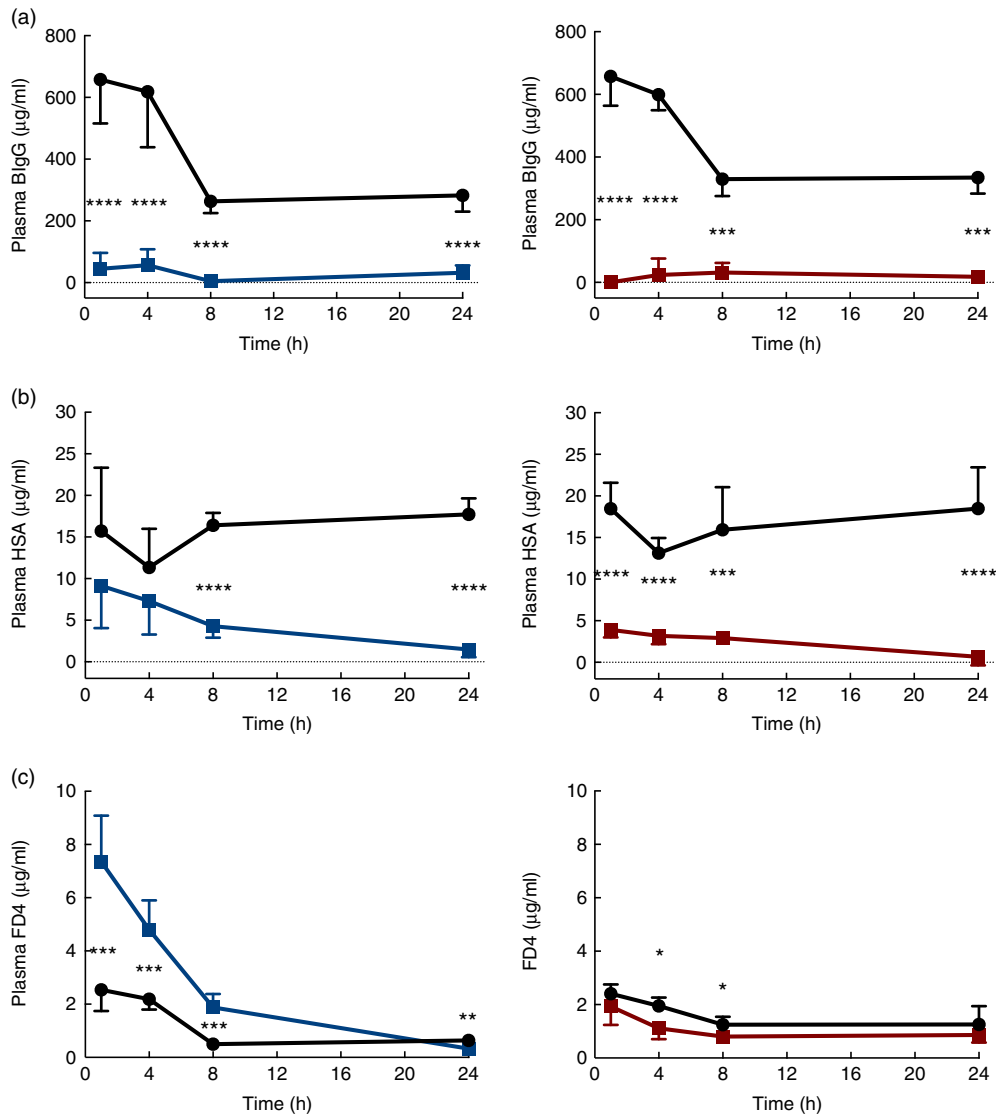 (a)
800
600
400
200
0
Plasma BIgG (µg/ml)
**** **** **** ****
0 4 8 12 16 20 24
Time (h)
800
600
400
200
0
Plasma BIgG (µg/ml)
**** **** *** ***
0 4 8 12 16 20 24
Time (h)
(b)
30
25
20
15
10
5
0
Plasma HSA (µg/ml)
**** ****
0 4 8 12 16 20 24
Time (h)
30
25
20
15
10
5
0
Plasma HSA (µg/ml)
**** **** *** ****
0 4 8 12 16 20 24
Time (h)
(c)
10
8
6
4
2
0
Plasma FD4 (µg/ml)
*** *** *** **
0 4 8 12 16 20 24
Time (h)
10
8
6
4
2
0
FD4 (µg/ml)
* *
0 4 8 12 16 20 24
Time (h)